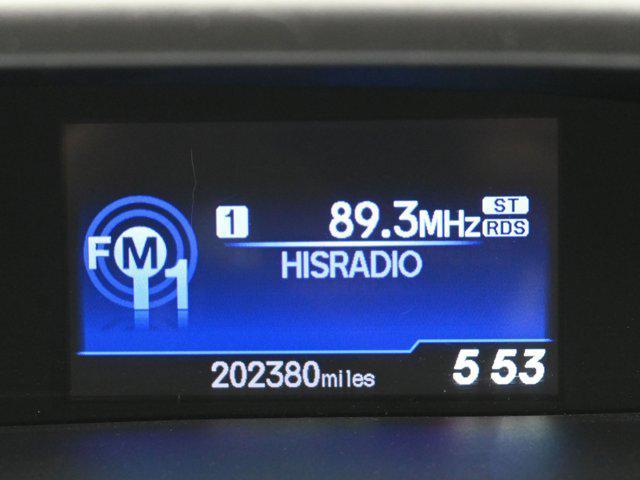 FM 1
1 89.3MHz ST
RDS
HISRADIO
202380miles 5 53